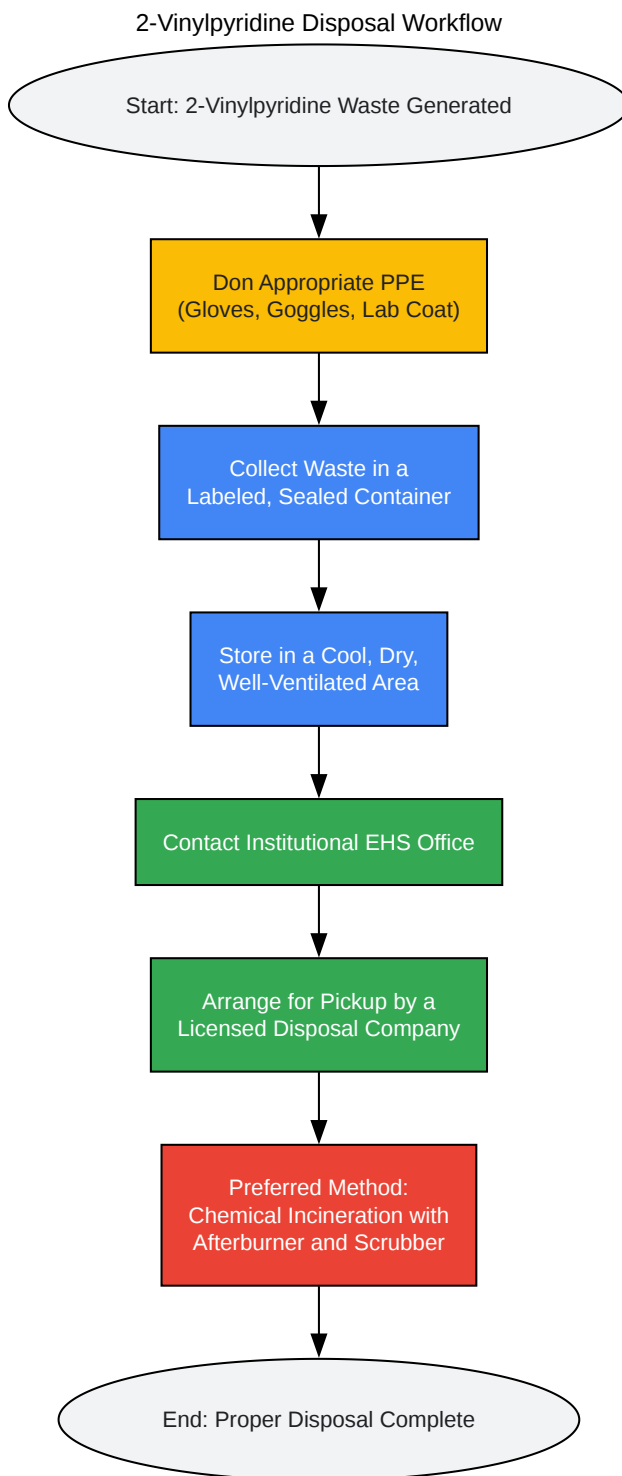 2-Vinylpyridine Disposal Workflow
Start: 2-Vinylpyridine Waste Generated
Don Appropriate PPE
(Gloves, Goggles, Lab Coat)
Collect Waste in a
Labeled, Sealed Container
Store in a Cool, Dry,
Well-Ventilated Area
Contact Institutional EHS Office
Arrange for Pickup by a
Licensed Disposal Company
Preferred Method:
Chemical Incineration with
Afterburner and Scrubber
End: Proper Disposal Complete